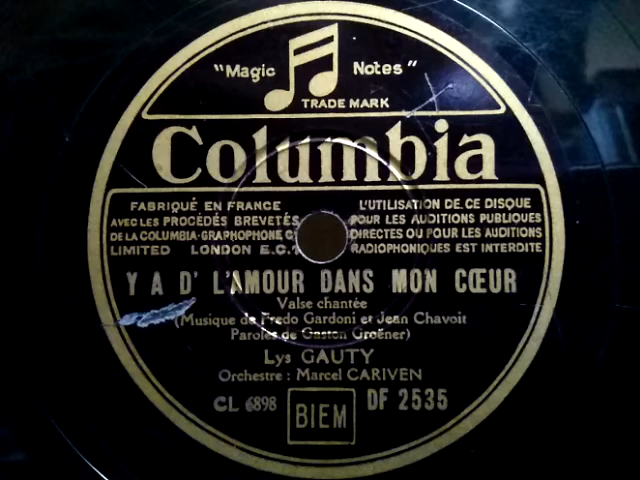 "Magic Notes"
TRADE MARK
Columbia
FABRIQUÉ EN FRANCE
AVEC LES PROCÉDÉS BREVETÉS
DE LA COLUMBIA-GRAPHOPHONE Cº
LIMITED LONDON E.C.1
L'UTILISATION DE CE DISQUE
POUR LES AUDITIONS PUBLIQUES
DIRECTES OU POUR LES AUDITIONS
RADIOPHONIQUES EST INTERDITE
Y A D' L'AMOUR DANS MON CŒUR
Valse chantée
(Musique de Fredo Gardoni et Jean Chavoit
Paroles de Gaston Groëner)
Lys GAUTY
Orchestre : Marcel CARIVEN
CL 6898 BIEM DF 2535